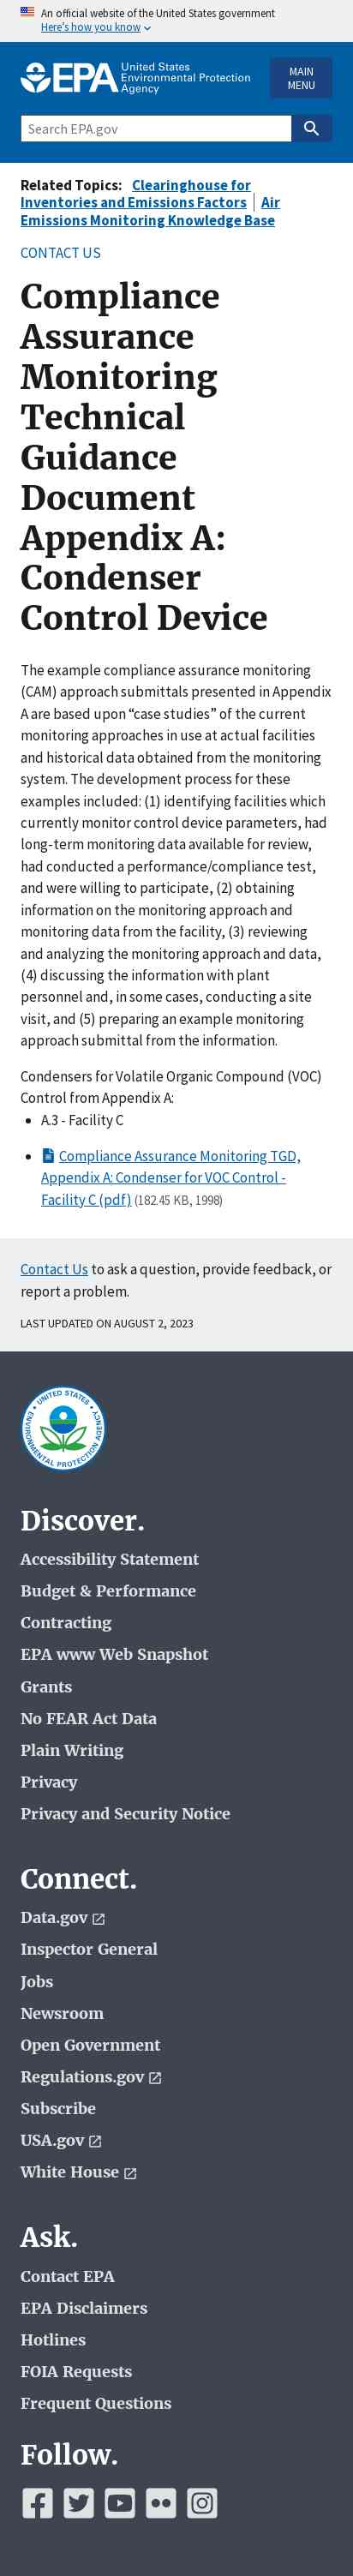 An official website of the United States government
Here's how you know
EPA United States
Environmental Protection
Agency
MAIN
MENU
Search EPA.gov
Related Topics: Clearinghouse for
Inventories and Emissions Factors | Air
Emissions Monitoring Knowledge Base
CONTACT US
Compliance
Assurance
Monitoring
Technical
Guidance
Document
Appendix A:
Condenser
Control Device
The example compliance assurance monitoring
(CAM) approach submittals presented in Appendix
A are based upon “case studies” of the current
monitoring approaches in use at actual facilities
and historical data obtained from the monitoring
system. The development process for these
examples included: (1) identifying facilities which
currently monitor control device parameters, had
long-term monitoring data available for review,
had conducted a performance/compliance test,
and were willing to participate, (2) obtaining
information on the monitoring approach and
monitoring data from the facility, (3) reviewing
and analyzing the monitoring approach and data,
(4) discussing the information with plant
personnel and, in some cases, conducting a site
visit, and (5) preparing an example monitoring
approach submittal from the information.
Condensers for Volatile Organic Compound (VOC)
Control from Appendix A:
• A.3 - Facility C
• Compliance Assurance Monitoring TGD,
Appendix A: Condenser for VOC Control -
Facility C (pdf) (182.45 KB, 1998)
Contact Us to ask a question, provide feedback, or
report a problem.
LAST UPDATED ON AUGUST 2, 2023
UNITED STATES
ENVIRONMENTAL PROTECTION AGENCY
Discover.
Accessibility Statement
Budget & Performance
Contracting
EPA www Web Snapshot
Grants
No FEAR Act Data
Plain Writing
Privacy
Privacy and Security Notice
Connect.
Data.gov
Inspector General
Jobs
Newsroom
Open Government
Regulations.gov
Subscribe
USA.gov
White House
Ask.
Contact EPA
EPA Disclaimers
Hotlines
FOIA Requests
Frequent Questions
Follow.